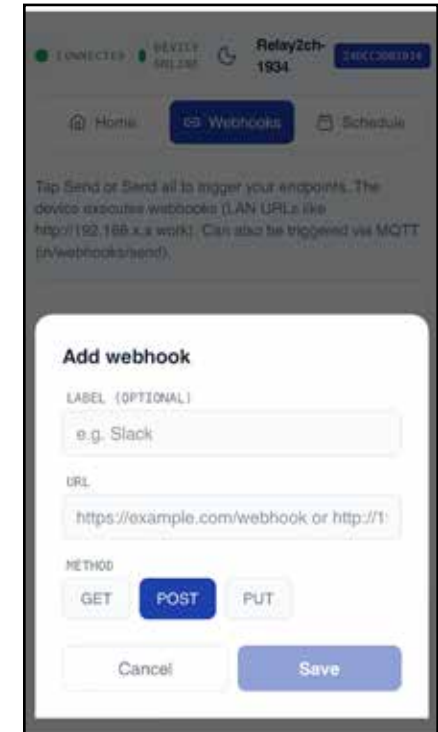 CONNECTED
DEVICE
ONLINE
Relay2ch-
1934
Home
Webhooks
Schedule
Tap Send or Send all to trigger your endpoints. The
device executes webhooks (LAN URLs like
http://192.168.x.x work). Can also be triggered via MQTT
(in/webhooks/send).
Add webhook
LABEL (OPTIONAL)
e.g. Slack
URL
https://example.com/webhook or http://1
METHOD
GET
POST
PUT
Cancel
Save